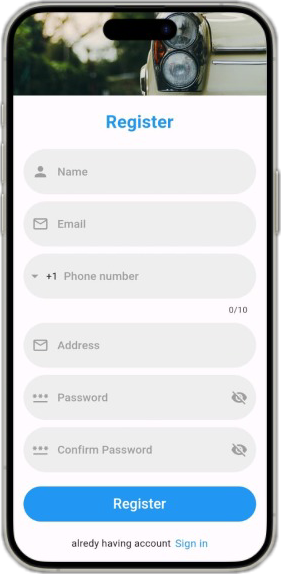 Register
Name
Email
+1 Phone number
0/10
Address
Password
Confirm Password
Register
alredy having account Sign in